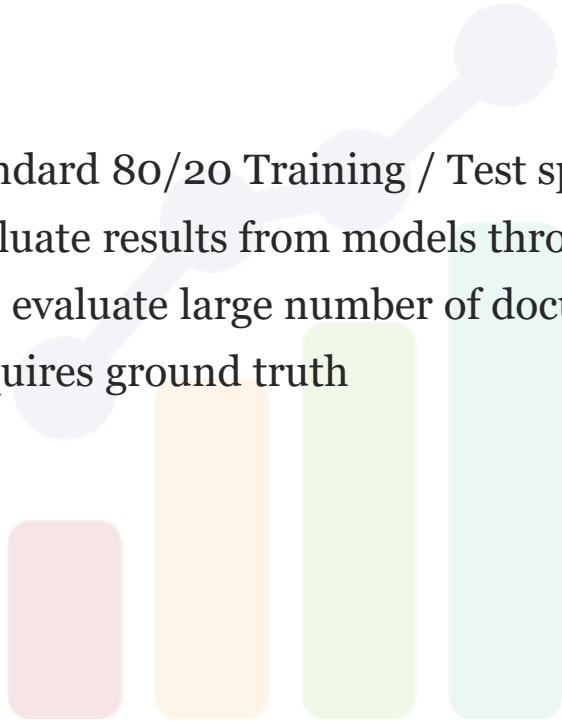 ndard 80/20 Training / Test sp
luate results from models thro
evaluate large number of docu
uires ground truth